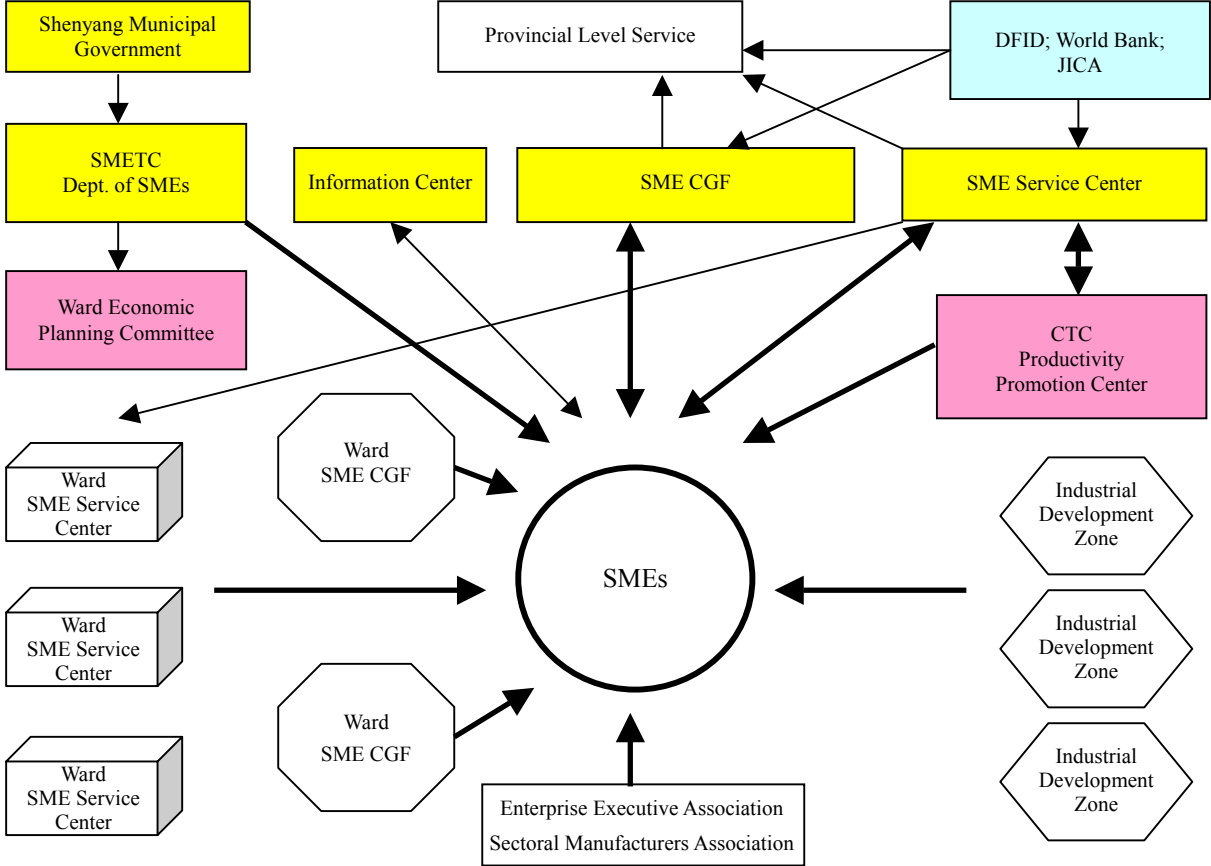 Shenyang Municipal
Government
Provincial Level Service
DFID; World Bank;
JICA
SMETC
Dept. of SMEs
Information Center
SME CGF
SME Service Center
Ward Economic
Planning Committee
CTC
Productivity
Promotion Center
Ward
SME CGF
Ward
SME Service
Center
Industrial
Development
Zone
SMEs
Ward
SME Service
Center
Industrial
Development
Zone
Ward
SME CGF
Ward
SME Service
Center
Industrial
Development
Zone
Enterprise Executive Association
Sectoral Manufacturers Association